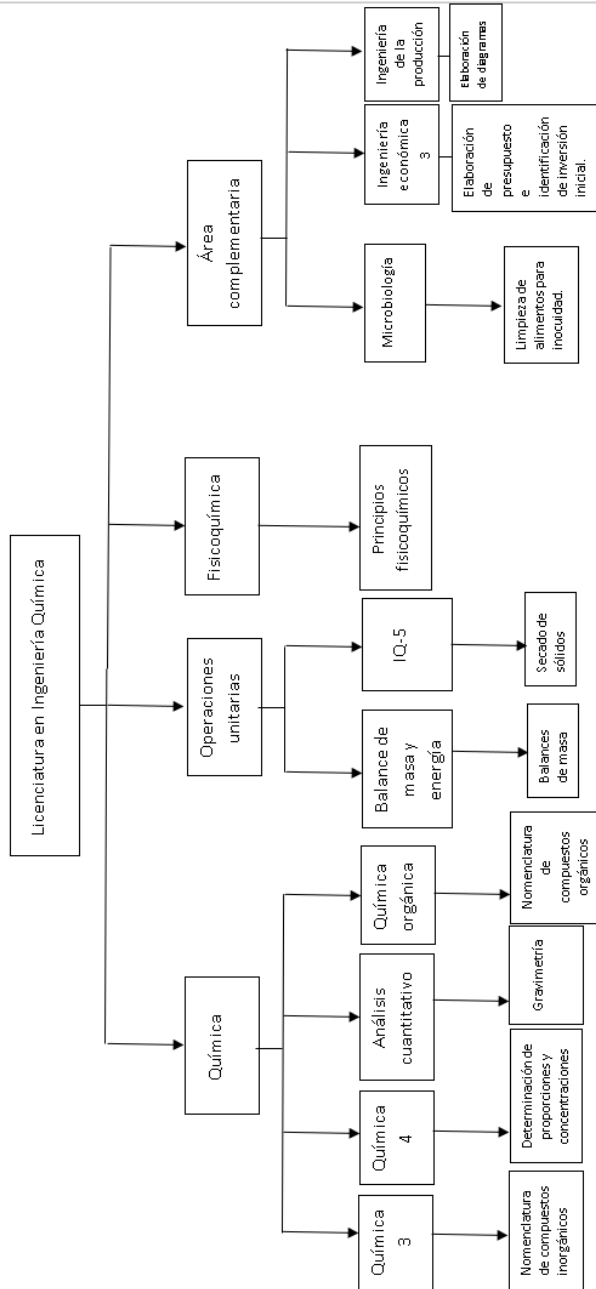 Licenciatura en Ingeniería Química
Química
Operaciones
unitarias
Fisicoquímica
Área
complementaria
Química
3
Química
4
Análisis
cuantitativo
Química
orgánica
Balance de
masa y
energía
IQ-5
Principios
fisicoquímicos
Microbiología
Ingeniería
económica
3
Ingeniería
de la
producción
Nomenclatura
de compuestos
inorgánicos
Determinación de
proporciones y
concentraciones
Gravimetría
Nomenclatura
de
compuestos
orgánicos
Balances
de masa
Secado de
sólidos
Limpieza de
alimentos para
inocuidad.
Elaboración
de
presupuesto
e
identificación
de inversión
inicial.
Elaboración
de diagramas